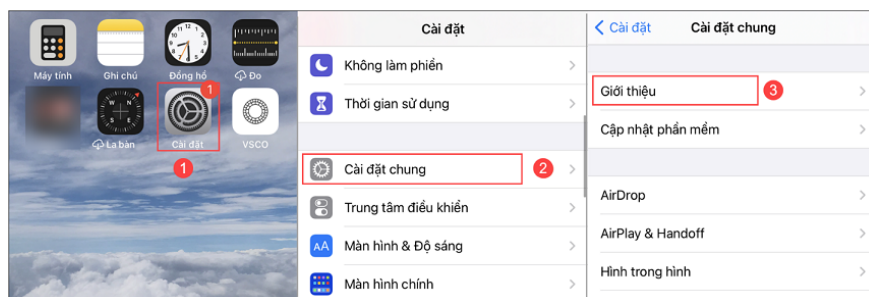 Máy tính
Ghi chú
Đồng hồ
Đo
1
La bàn
Cài đặt
VSCO
1
Cài đặt
Không làm phiền
Thời gian sử dụng
Cài đặt chung
2
Trung tâm điều khiển
AA
Màn hình & Độ sáng
Màn hình chính
Cài đặt
Cài đặt chung
Giới thiệu
3
Cập nhật phần mềm
AirDrop
AirPlay & Handoff
Hình trong hình